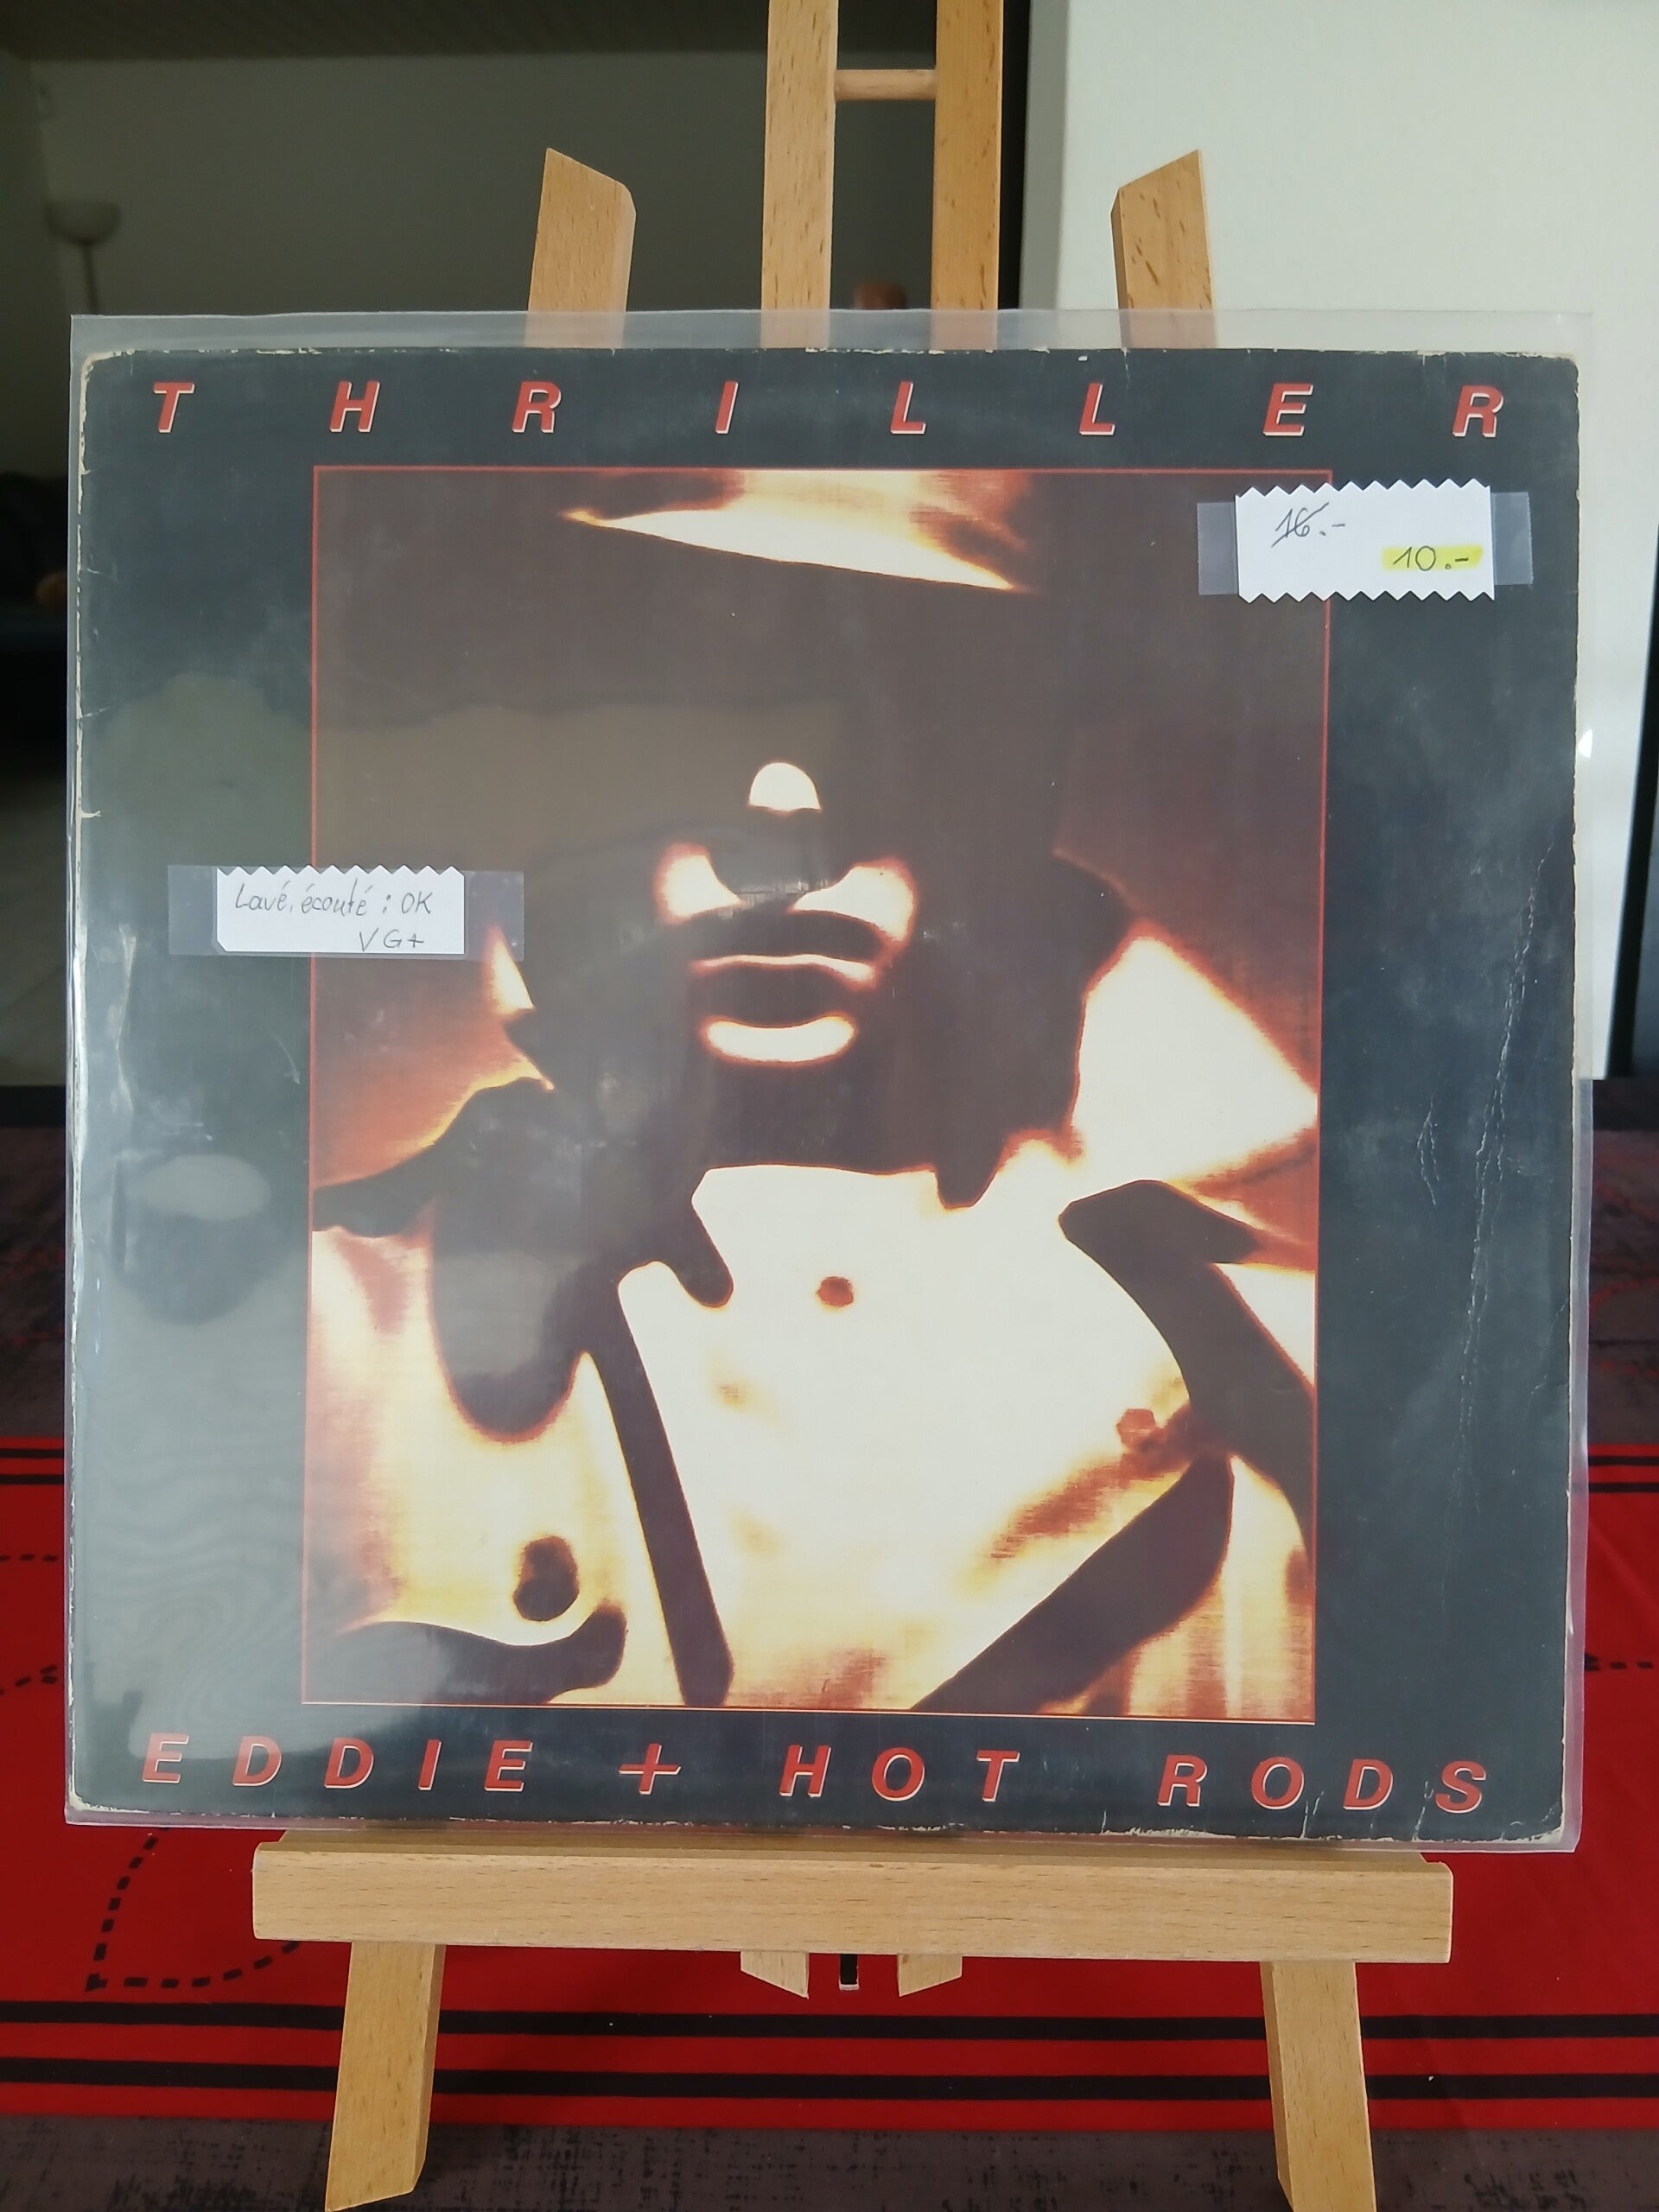 THRILLER
16.-
10.-
Lavé, écouté : OK
VG+
EDDIE + HOT RODS